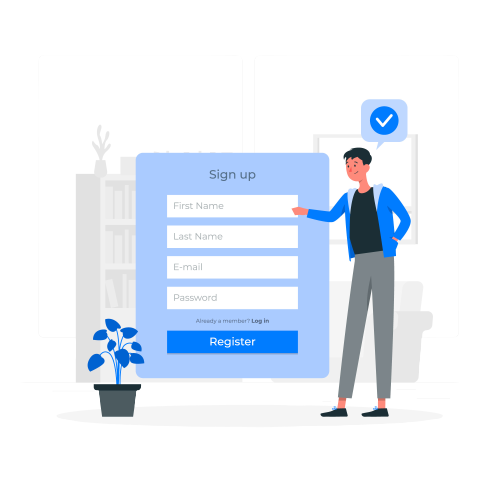 Sign up
First Name
Last Name
E-mail
Password
Already a member? Log in
Register